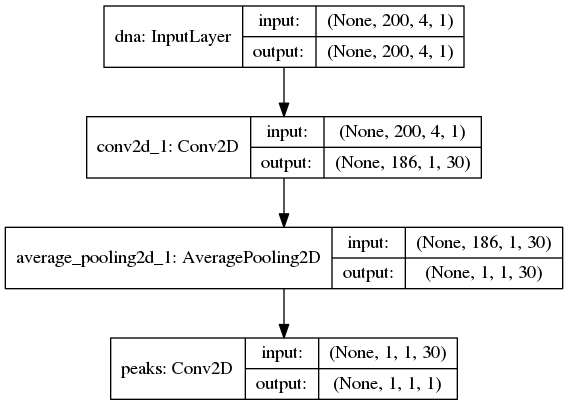 dna: InputLayer
input: (None, 200, 4, 1)
output: (None, 200, 4, 1)
conv2d_1: Conv2D
input: (None, 200, 4, 1)
output: (None, 186, 1, 30)
average_pooling2d_1: AveragePooling2D
input: (None, 186, 1, 30)
output: (None, 1, 1, 30)
peaks: Conv2D
input: (None, 1, 1, 30)
output: (None, 1, 1, 1)